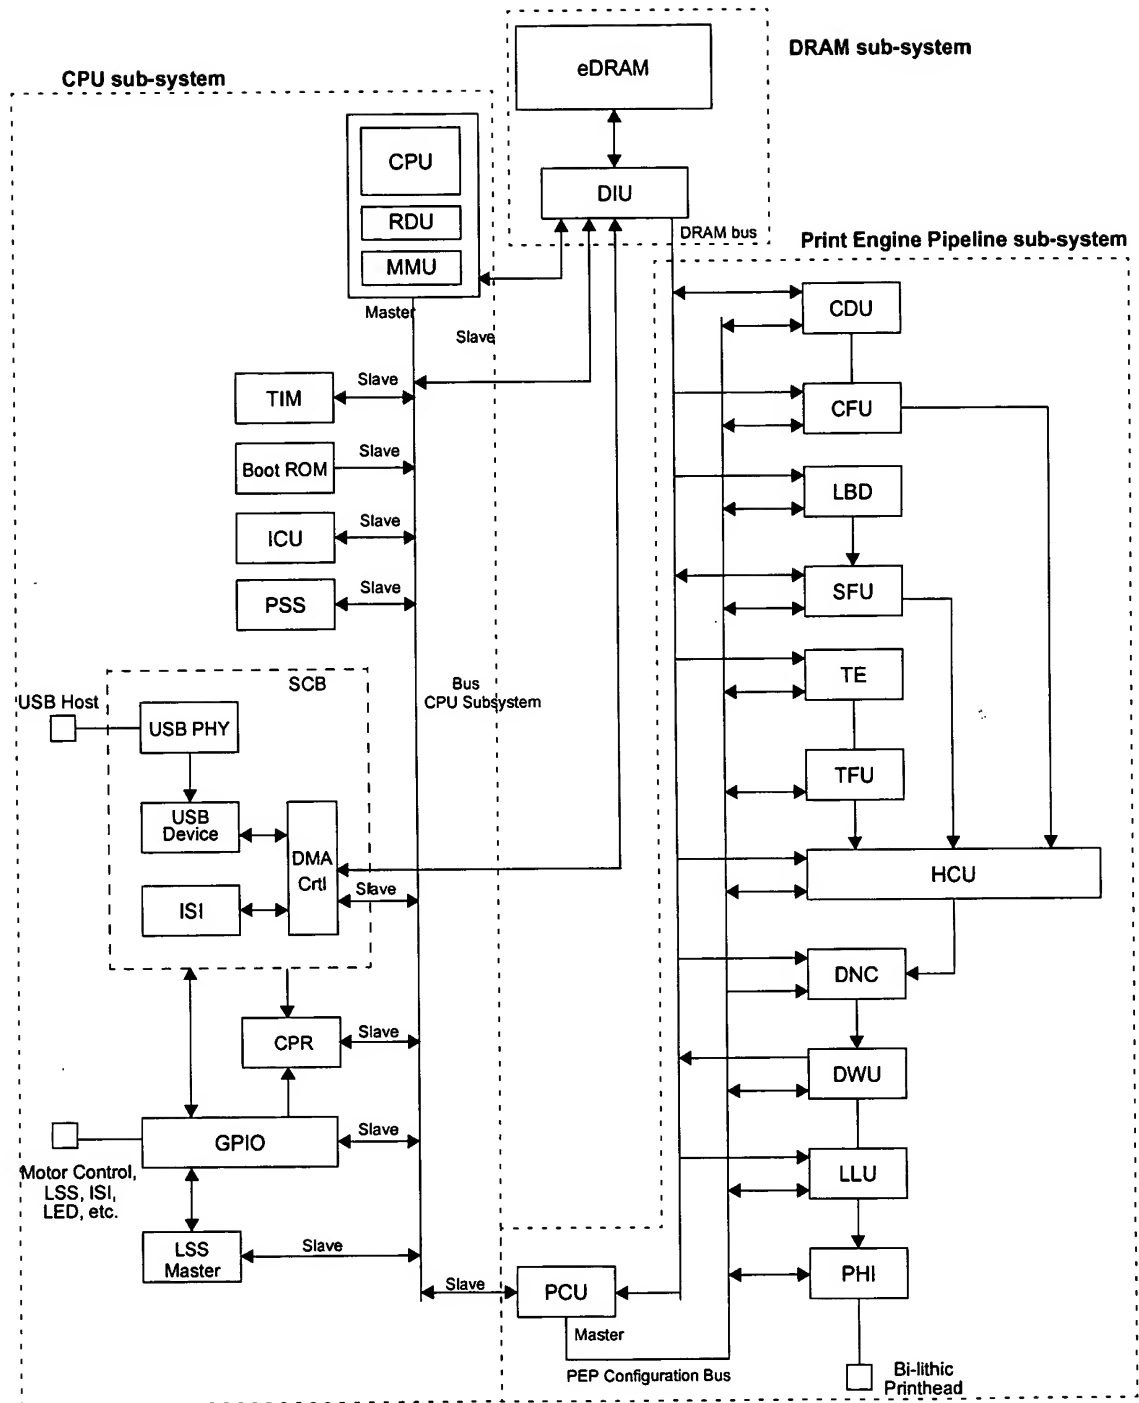 DRAM sub-system
CPU sub-system
eDRAM
CPU
RDU
MMU
DIU
DRAM bus
Print Engine Pipeline sub-system
Master
Slave
CDU
TIM
Slave
CFU
Boot ROM
Slave
LBD
ICU
Slave
PSS
Slave
SFU
SCB
Bus
CPU Subsystem
TE
USB Host
USB PHY
TFU
USB
Device
DMA
Crtl
Slave
ISI
HCU
DNC
CPR
Slave
DWU
GPIO
Slave
Motor Control,
LSS, ISI,
LED, etc.
LLU
LSS
Master
Slave
Slave
PCU
PHI
Master
PEP Configuration Bus
Bi-lithic
Printhead